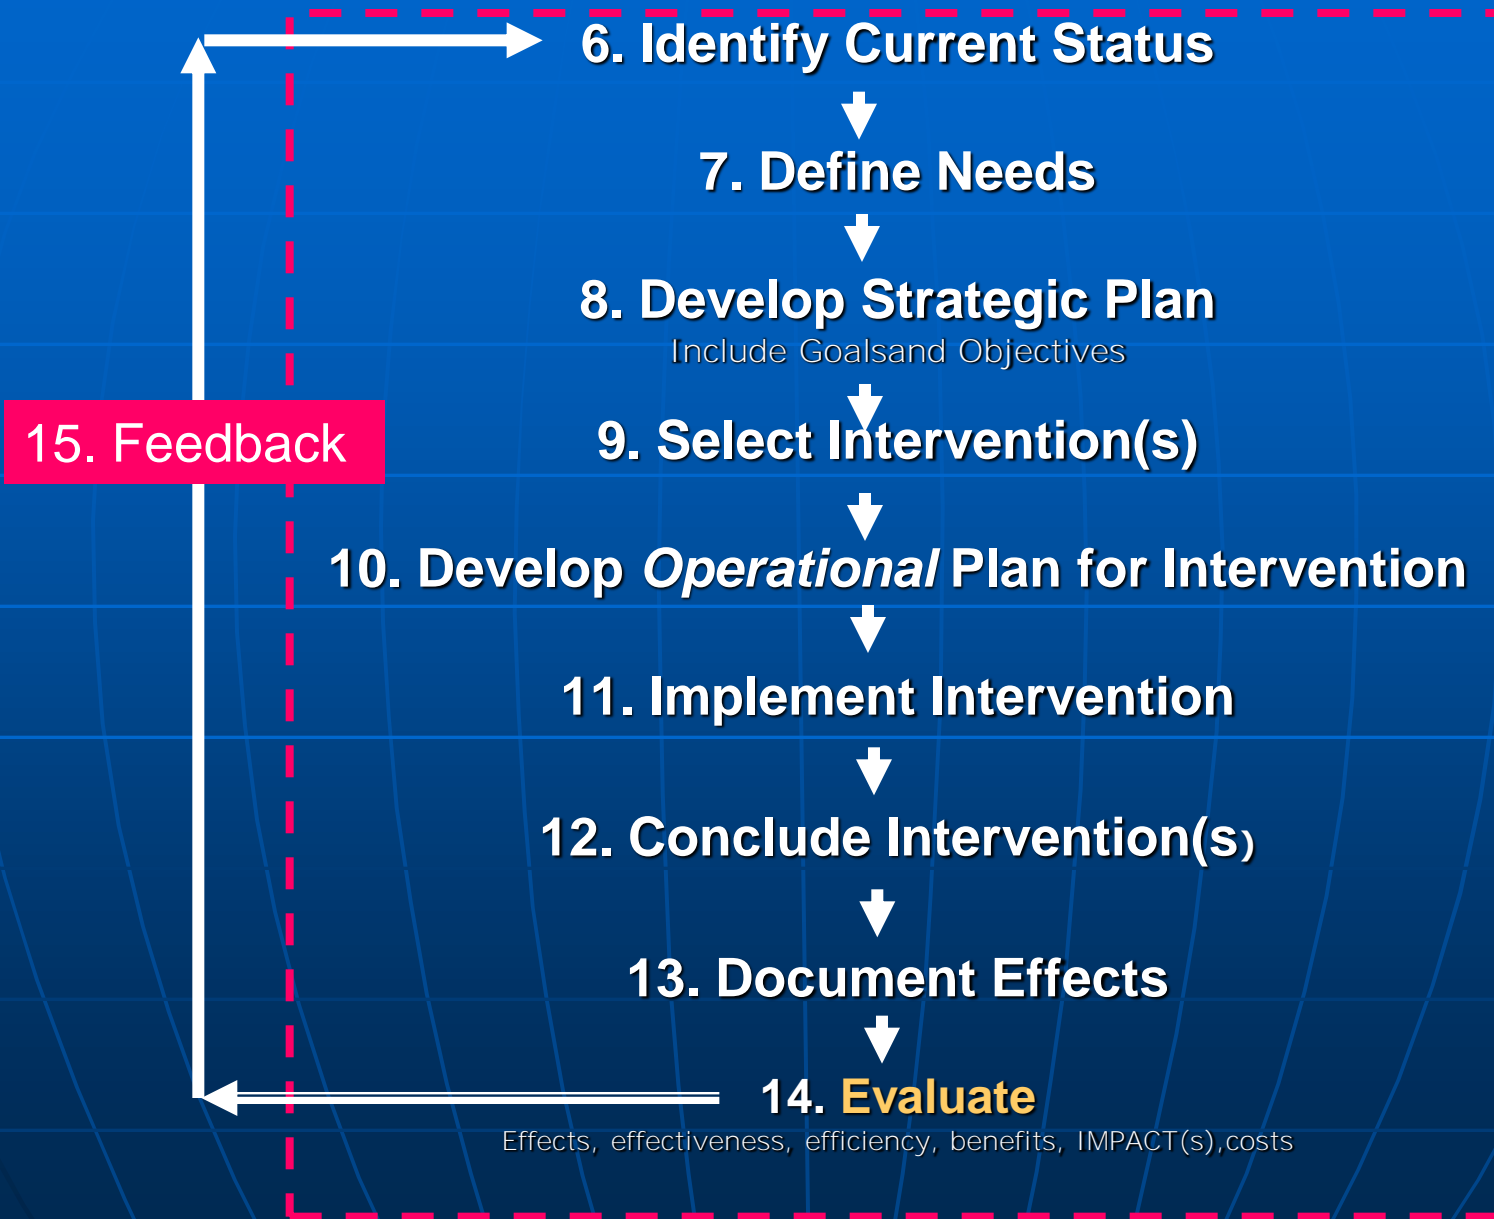 6. Identify Current Status
7. Define Needs
8. Develop Strategic Plan
Include Goalsand Objectives
15. Feedback
9. Select Intervention(s)
10. Develop Operational Plan for Intervention
11. Implement Intervention
12. Conclude Intervention(s)
13. Document Effects
14. Evaluate
Effects, effectiveness, efficiency, benefits, IMPACT(s),costs